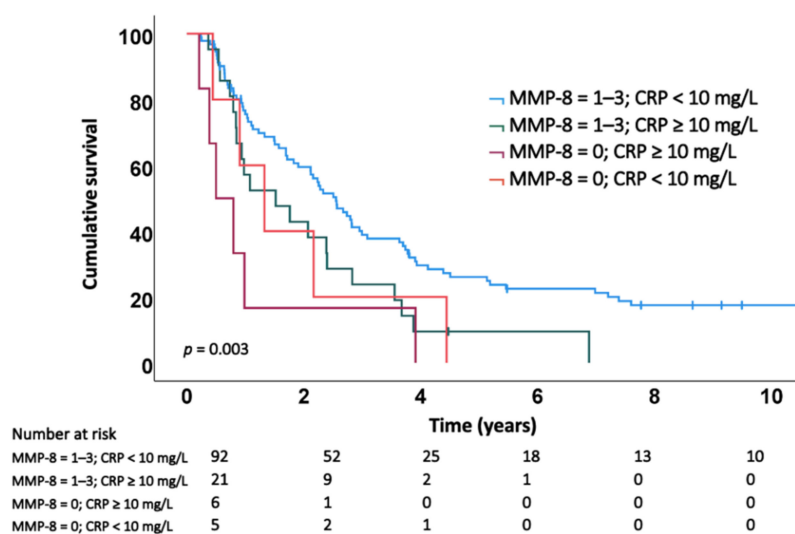 100
80
60
40
20
0
Cumulative survival
MMP-8 = 1–3; CRP < 10 mg/L
MMP-8 = 1–3; CRP ≥ 10 mg/L
MMP-8 = 0; CRP ≥ 10 mg/L
MMP-8 = 0; CRP < 10 mg/L
p = 0.003
0 2 4 6 8 10
Time (years)
Number at risk
MMP-8 = 1–3; CRP < 10 mg/L 92 52 25 18 13 10
MMP-8 = 1–3; CRP ≥ 10 mg/L 21 9 2 1 0 0
MMP-8 = 0; CRP ≥ 10 mg/L 6 1 0 0 0 0
MMP-8 = 0; CRP < 10 mg/L 5 2 1 0 0 0